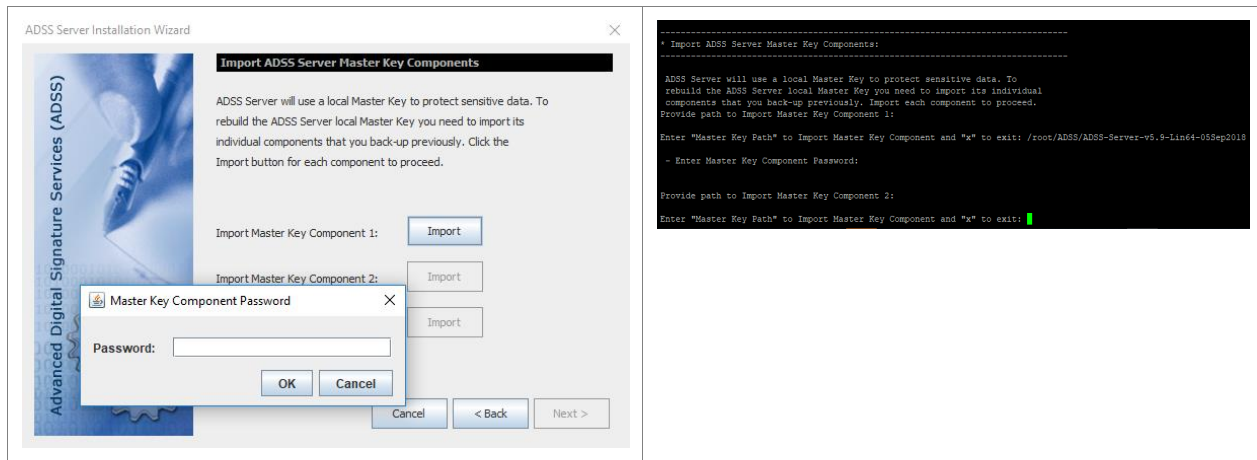 ADSS Server Installation Wizard
Advanced Digital Signature Services (ADSS)
Import ADSS Server Master Key Components
ADSS Server will use a local Master Key to protect sensitive data. To
rebuild the ADSS Server local Master Key you need to import its
individual components that you back-up previously. Click the
Import button for each component to proceed.
Import Master Key Component 1: Import
Import Master Key Component 2: Import
Import
Master Key Component Password
Password:
OK Cancel
Cancel < Back Next >
* Import ADSS Server Master Key Components:
ADSS Server will use a local Master Key to protect sensitive data. To
rebuild the ADSS Server local Master Key you need to import its individual
components that you back-up previously. Import each component to proceed.
Provide path to Import Master Key Component 1:
Enter "Master Key Path" to Import Master Key Component and "x" to exit: /root/ADSS/ADSS-Server-v5.9-Lin64-05Sep2018
- Enter Master Key Component Password:
Provide path to Import Master Key Component 2:
Enter "Master Key Path" to Import Master Key Component and "x" to exit: